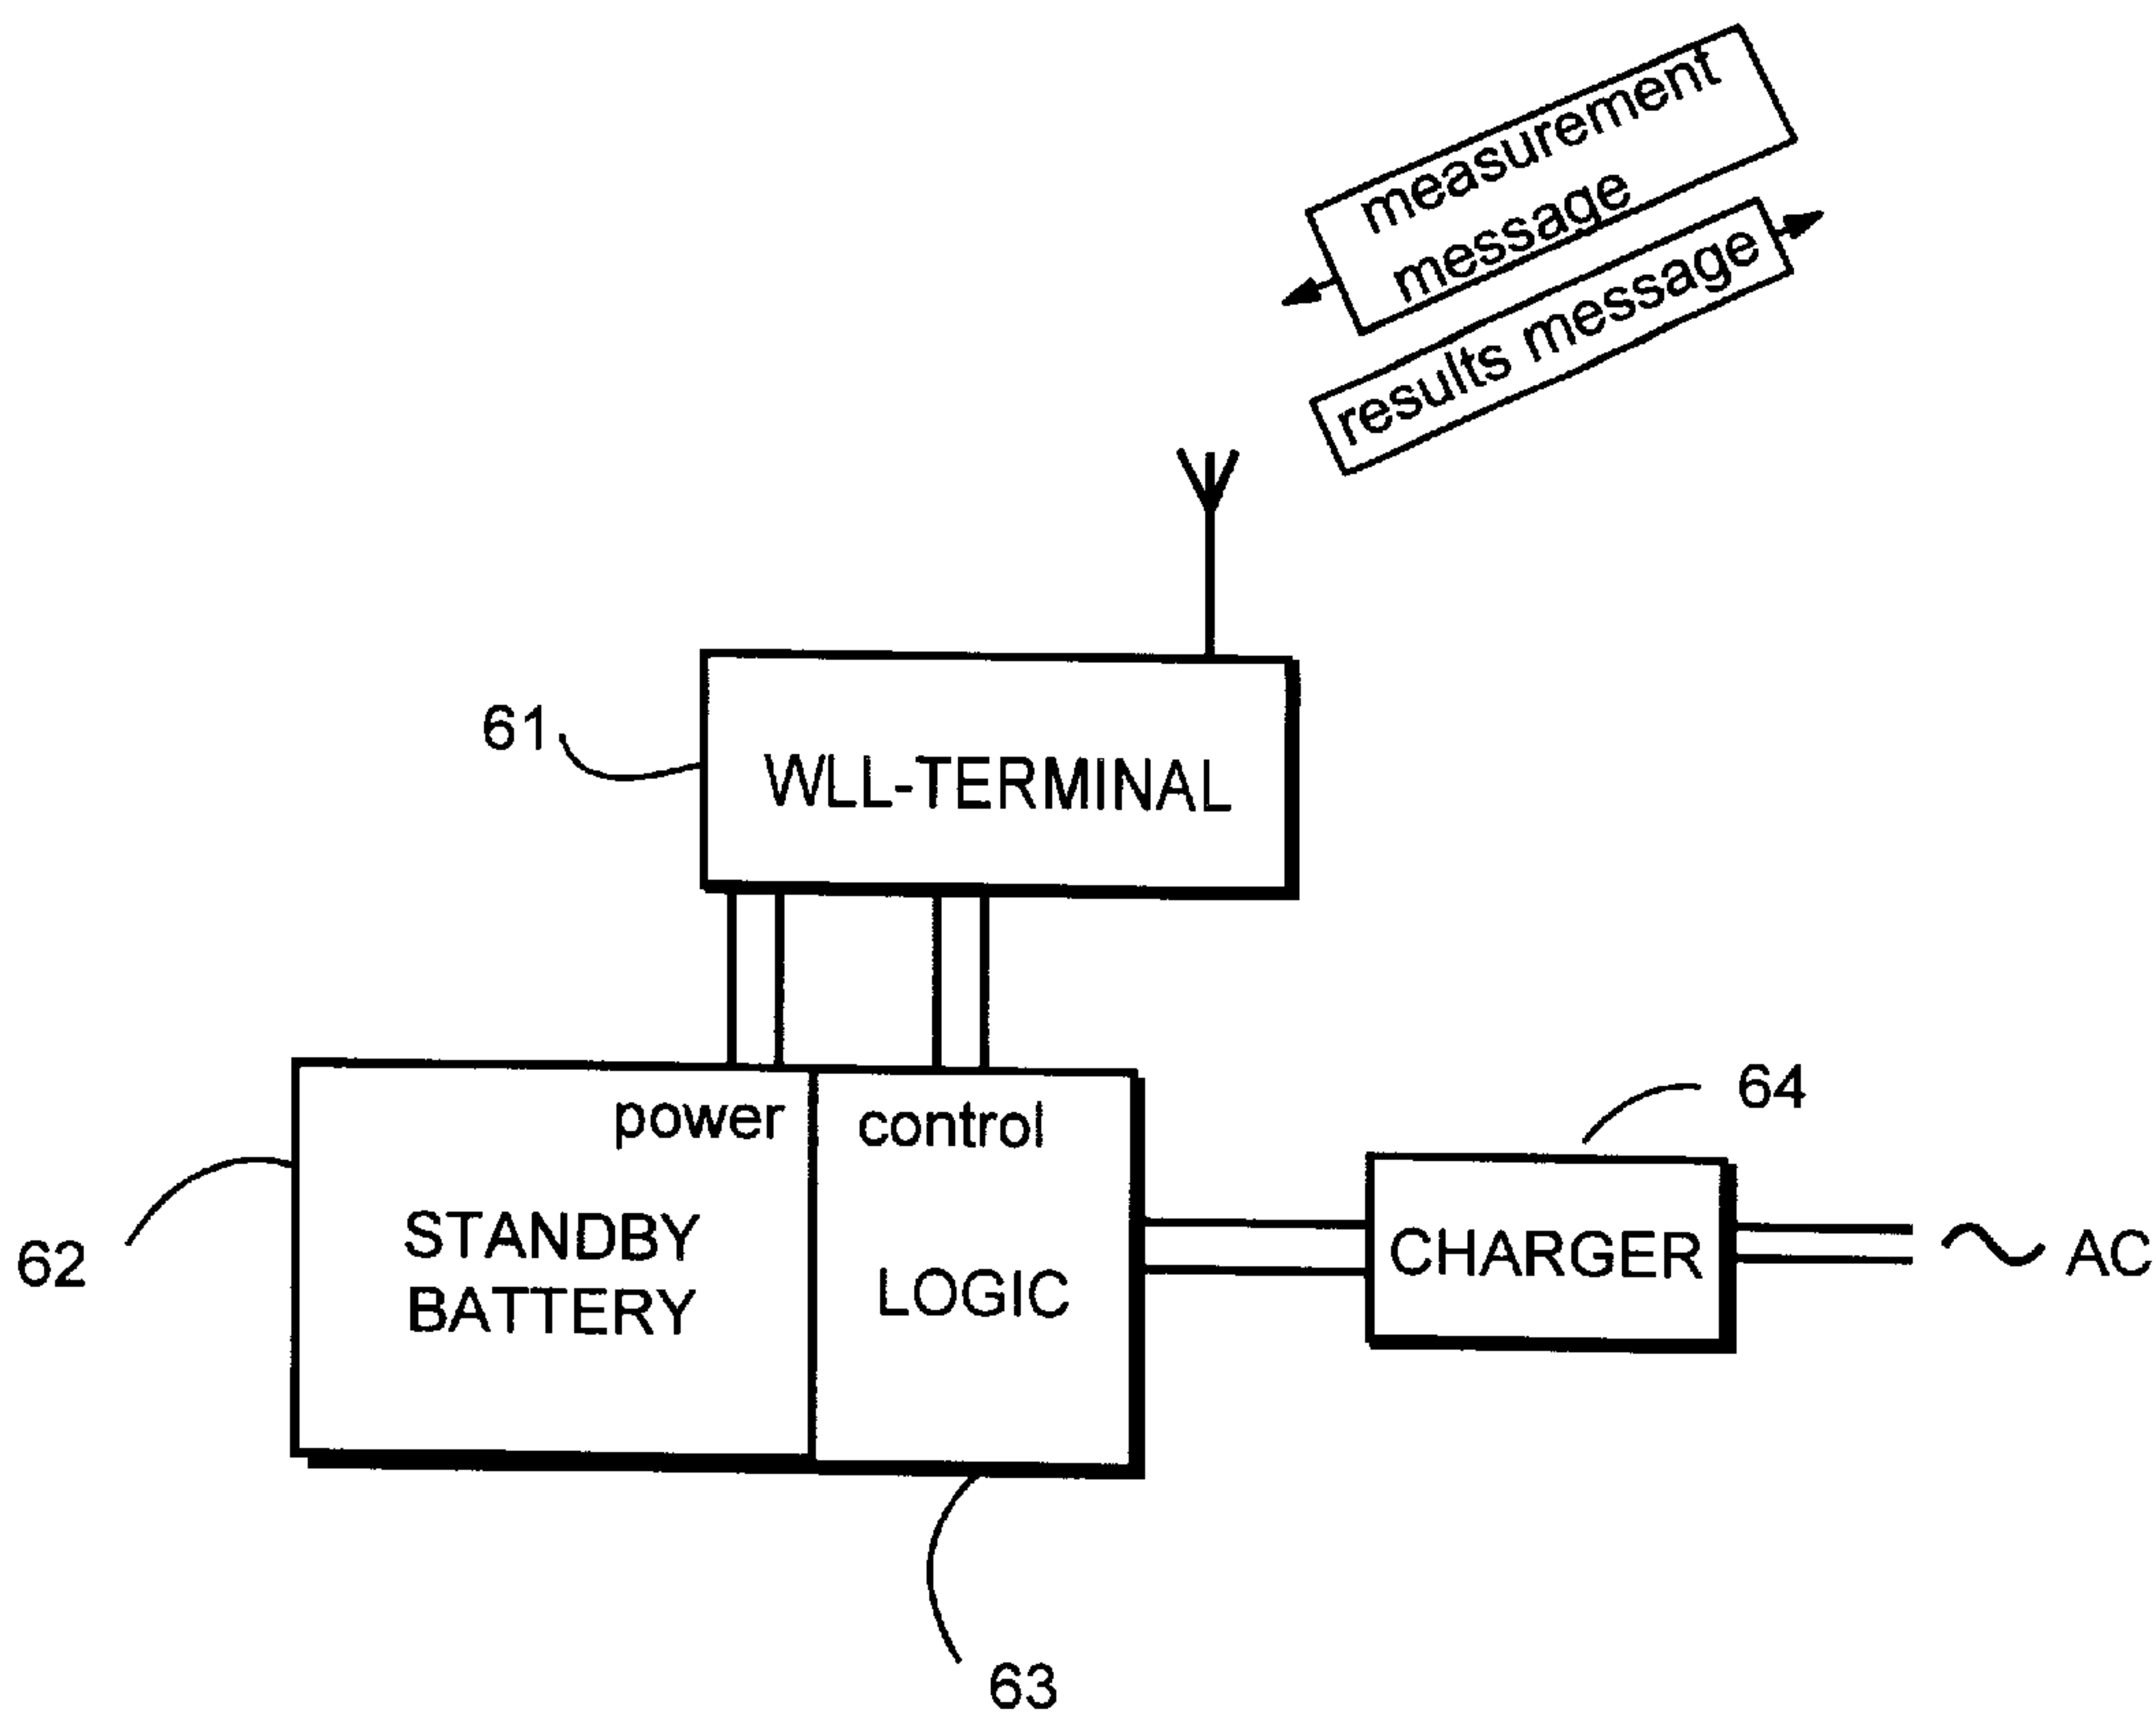 measurement
message
results message
61
WLL-TERMINAL
power
control
64
62
STANDBY
BATTERY
LOGIC
CHARGER
AC
63